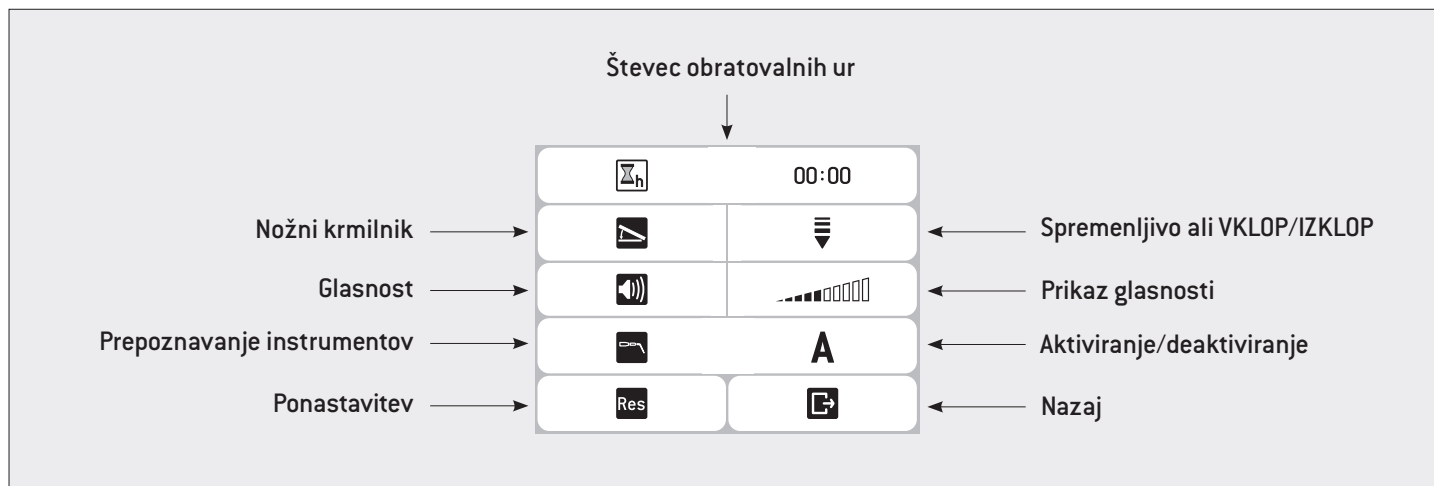 Števec obratovalnih ur
h 00:00
Nožni krmilnik Spremenljivo ali VKLOP/IZKLOP
Glasnost Prikaz glasnosti
Prepoznavanje instrumentov A Aktiviranje/deaktiviranje
Ponastavitev Res Nazaj